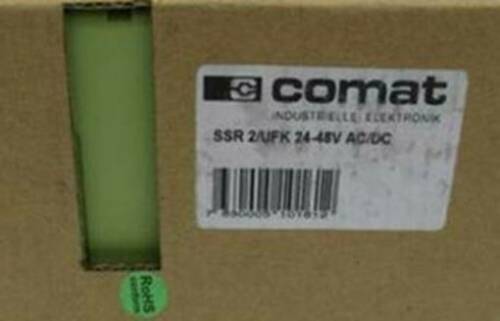 comat
INDUSTRIELLE ELEKTRONIK
SSR 2/UFK 24-48V AC/DC
RoHS